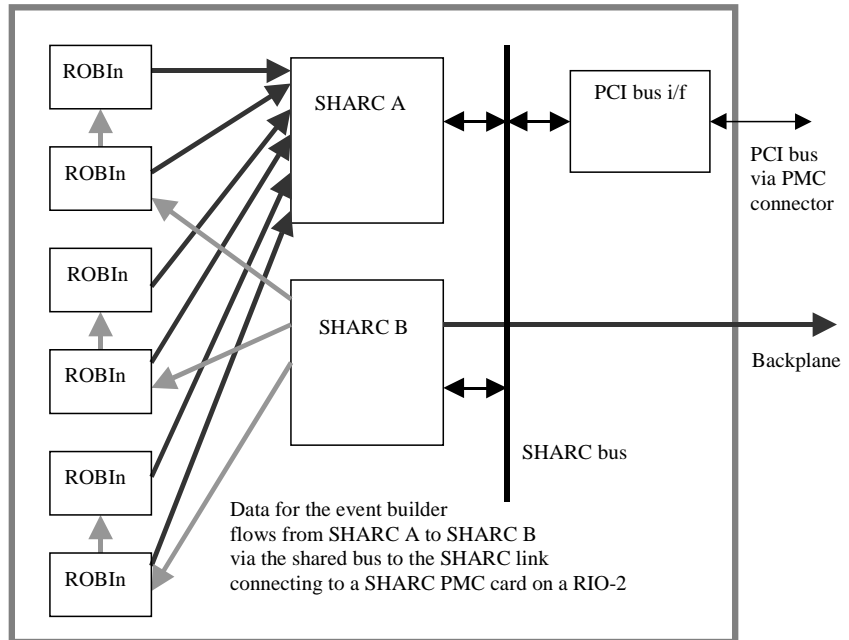 ROBIn
ROBIn
ROBIn
ROBIn
ROBIn
ROBIn
SHARC A
SHARC B
PCI bus i/f
PCI bus
via PMC
connector
Backplane
SHARC bus
Data for the event builder
flows from SHARC A to SHARC B
via the shared bus to the SHARC link
connecting to a SHARC PMC card on a RIO-2